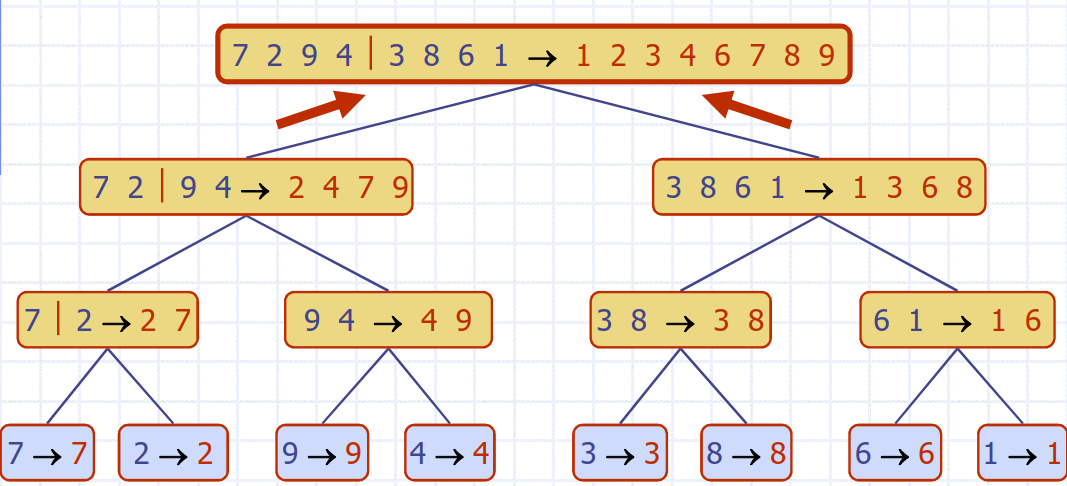 7 2 9 4 | 3 8 6 1 → 1 2 3 4 6 7 8 9
7 2 | 9 4 → 2 4 7 9
3 8 6 1 → 1 3 6 8
7 | 2 → 2 7
9 4 → 4 9
3 8 → 3 8
6 1 → 1 6
7 → 7
2 → 2
9 → 9
4 → 4
3 → 3
8 → 8
6 → 6
1 → 1